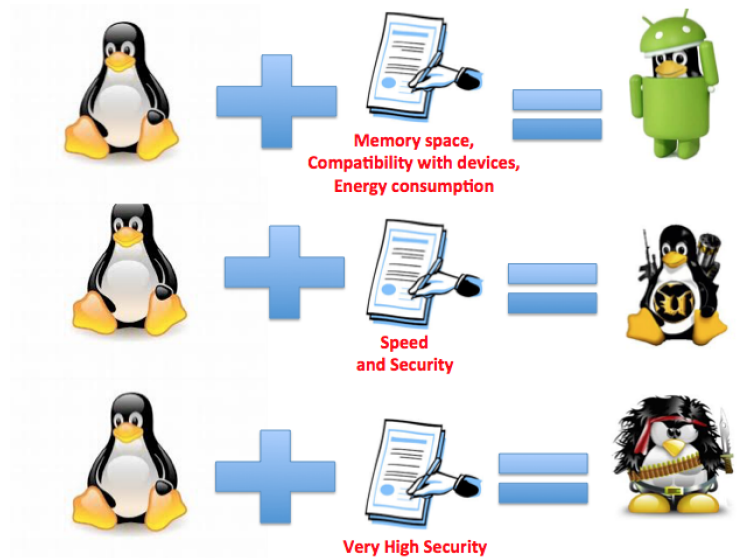 Memory space,
Compatibility with devices,
Energy consumption
Speed
and Security
Very High Security